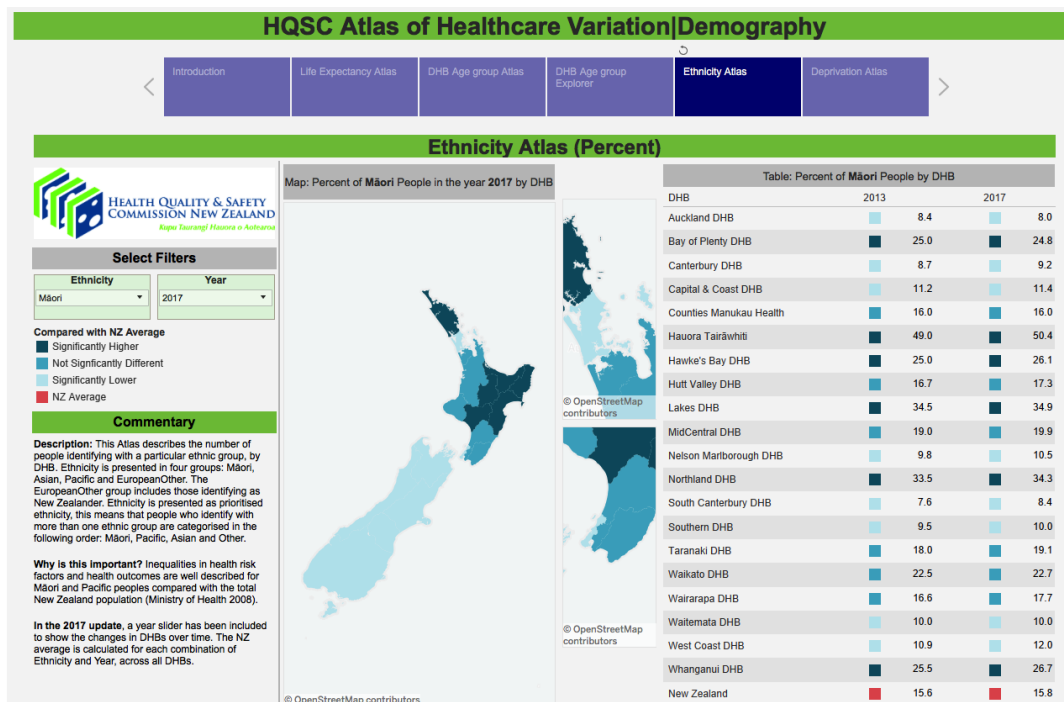 HQSC Atlas of Healthcare Variation|Demography
Introduction
Life Expectancy Atlas
DHB Age group Atlas
DHB Age group
Explorer
Ethnicity Atlas
Deprivation Atlas
Ethnicity Atlas (Percent)
HEALTH QUALITY & SAFETY
COMMISSION NEW ZEALAND
Kupu Taurangi Hauora o Aotearoa
Select Filters
Ethnicity
Māori
Year
2017
Compared with NZ Average
Significantly Higher
Not Signficantly Different
Significantly Lower
NZ Average
Commentary
Description: This Atlas describes the number of
people identifying with a particular ethnic group, by
DHB. Ethnicity is presented in four groups: Māori,
Asian, Pacific and EuropeanOther. The
EuropeanOther group includes those identifying as
New Zealander. Ethnicity is presented as prioritised
ethnicity, this means that people who identify with
more than one ethnic group are categorised in the
following order: Māori, Pacific, Asian and Other.
Why is this important? Inequalities in health risk
factors and health outcomes are well described for
Māori and Pacific peoples compared with the total
New Zealand population (Ministry of Health 2008).
In the 2017 update, a year slider has been included
to show the changes in DHBs over time. The NZ
average is calculated for each combination of
Ethnicity and Year, across all DHBs.
Map: Percent of Māori People in the year 2017 by DHB
© OpenStreetMap contributors
© OpenStreetMap
contributors
© OpenStreetMap
contributors
Table: Percent of Māori People by DHB
DHB 2013 2017
Auckland DHB 8.4 8.0
Bay of Plenty DHB 25.0 24.8
Canterbury DHB 8.7 9.2
Capital & Coast DHB 11.2 11.4
Counties Manukau Health 16.0 16.0
Hauora Tairāwhiti 49.0 50.4
Hawke's Bay DHB 25.0 26.1
Hutt Valley DHB 16.7 17.3
Lakes DHB 34.5 34.9
MidCentral DHB 19.0 19.9
Nelson Marlborough DHB 9.8 10.5
Northland DHB 33.5 34.3
South Canterbury DHB 7.6 8.4
Southern DHB 9.5 10.0
Taranaki DHB 18.0 19.1
Waikato DHB 22.5 22.7
Wairarapa DHB 16.6 17.7
Waitemata DHB 10.0 10.0
West Coast DHB 10.9 12.0
Whanganui DHB 25.5 26.7
New Zealand 15.6 15.8